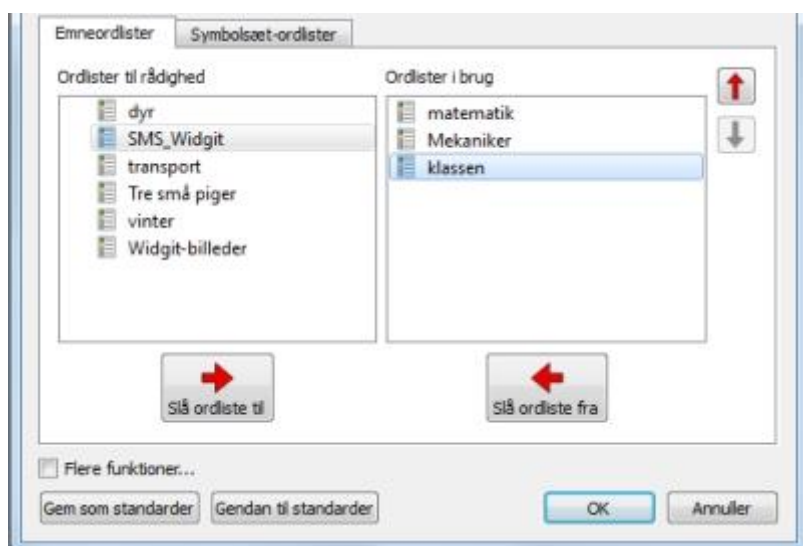 Emneordlister
Symbolsæt-ordlister
Ordlister til rådighed
dyr
SMS_Widgit
transport
Tre små piger
vinter
Widgit-billeder
Slå ordliste til
Ordlister i brug
matematik
Mekaniker
klassen
Slå ordliste fra
Flere funktioner...
Gem som standarder
Gendan til standarder
OK
Annuller